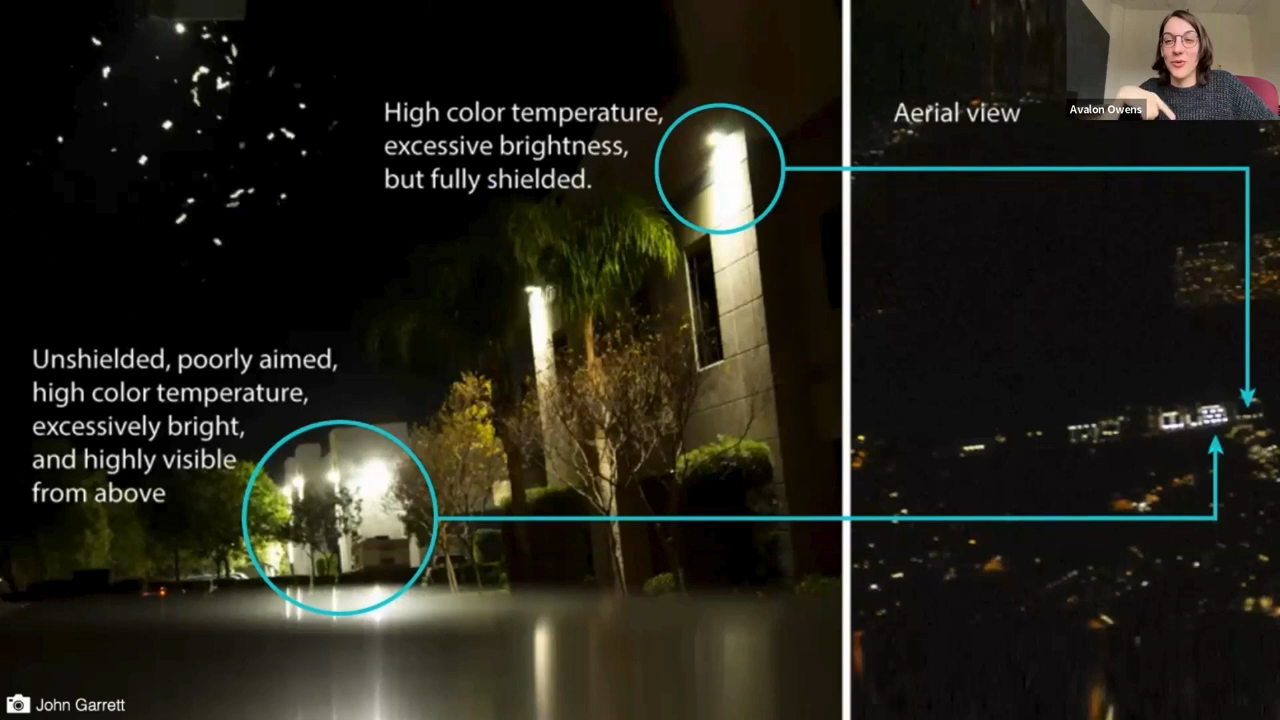 High color temperature,
excessive brightness,
but fully shielded.
Aerial view
Avalon Owens
Unshielded, poorly aimed,
high color temperature,
excessively bright,
and highly visible
from above
John Garrett